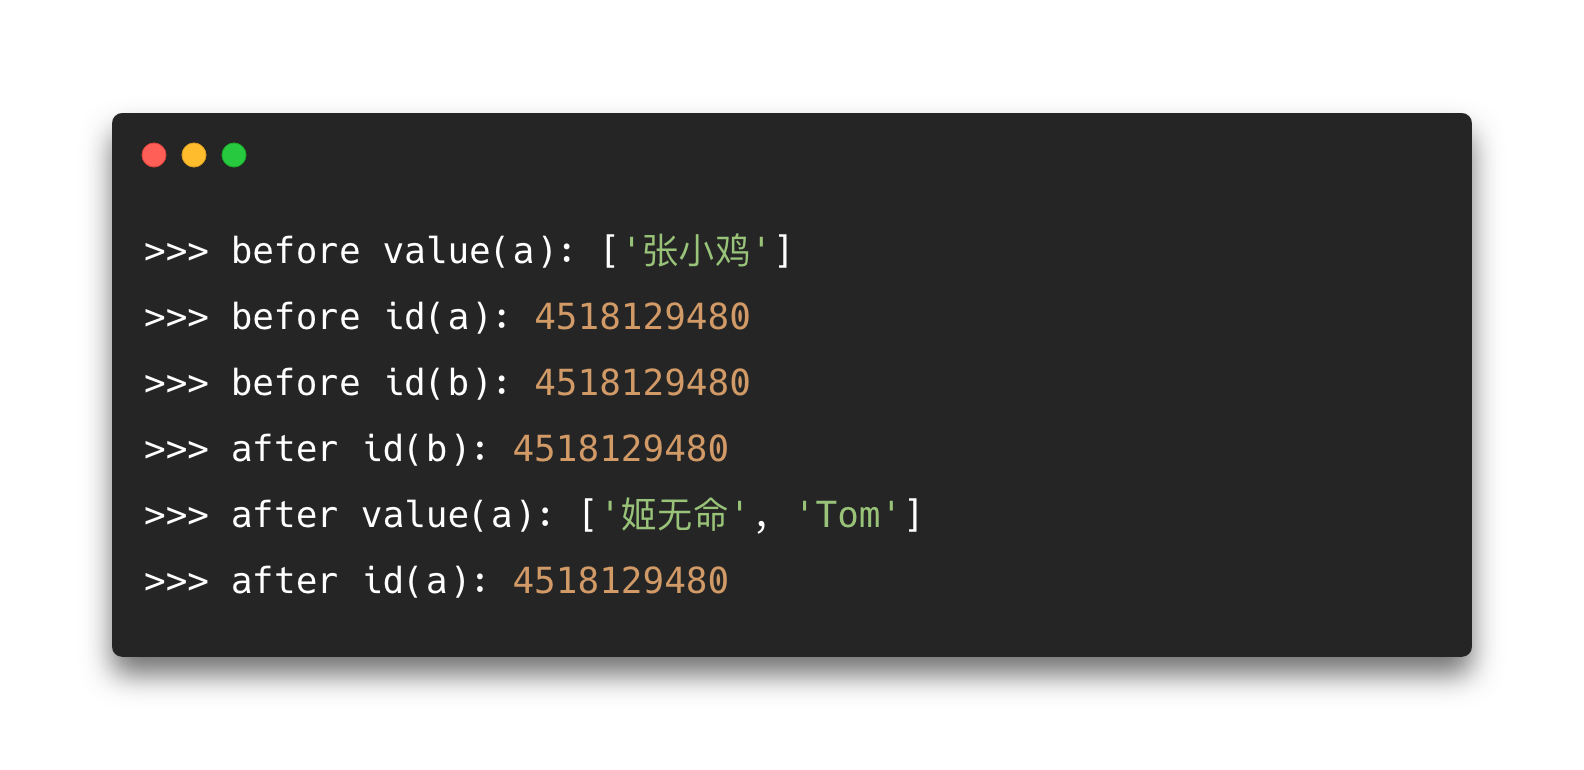 >>> before value(a): ['张小鸡']
>>> before id(a): 4518129480
>>> before id(b): 4518129480
>>> after id(b): 4518129480
>>> after value(a): ['姬无命', 'Tom']
>>> after id(a): 4518129480